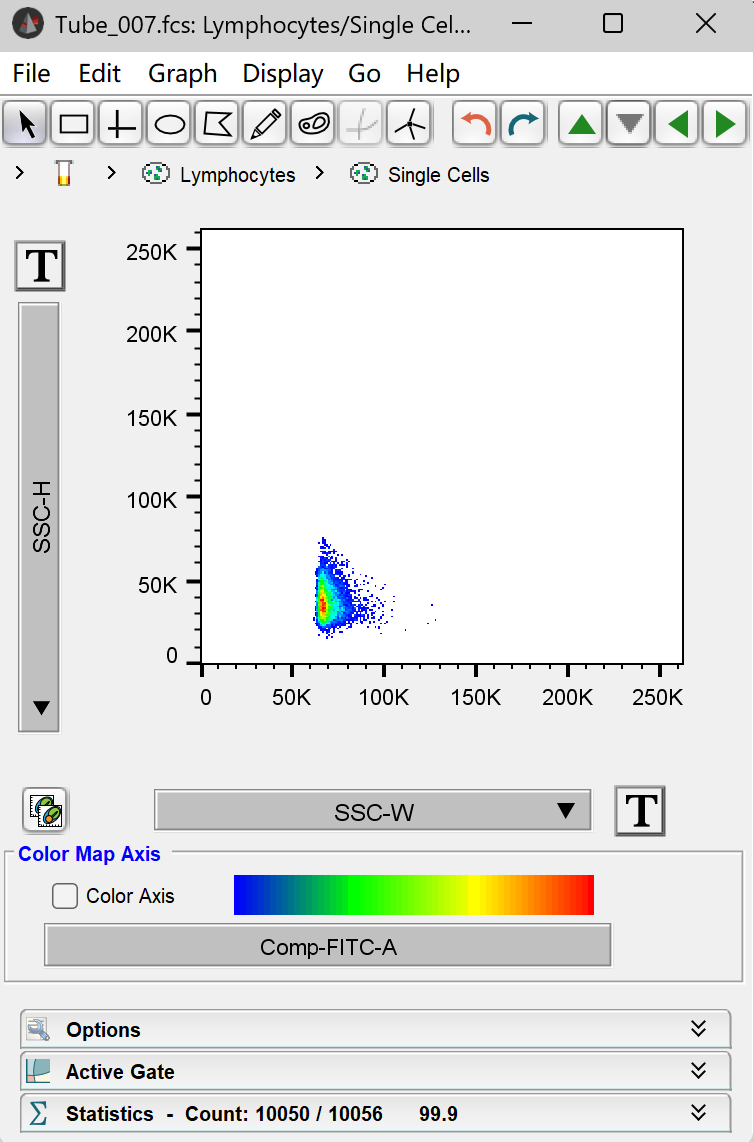 Tube_007.fcs: Lymphocytes/Single Cel...
File Edit Graph Display Go Help
> > Lymphocytes > Single Cells
T
250K
200K
150K
100K
50K
0
SSC-H
0 50K 100K 150K 200K 250K
SSC-W
T
Color Map Axis
Color Axis
Comp-FITC-A
Options
Active Gate
Σ Statistics - Count: 10050 / 10056 99.9